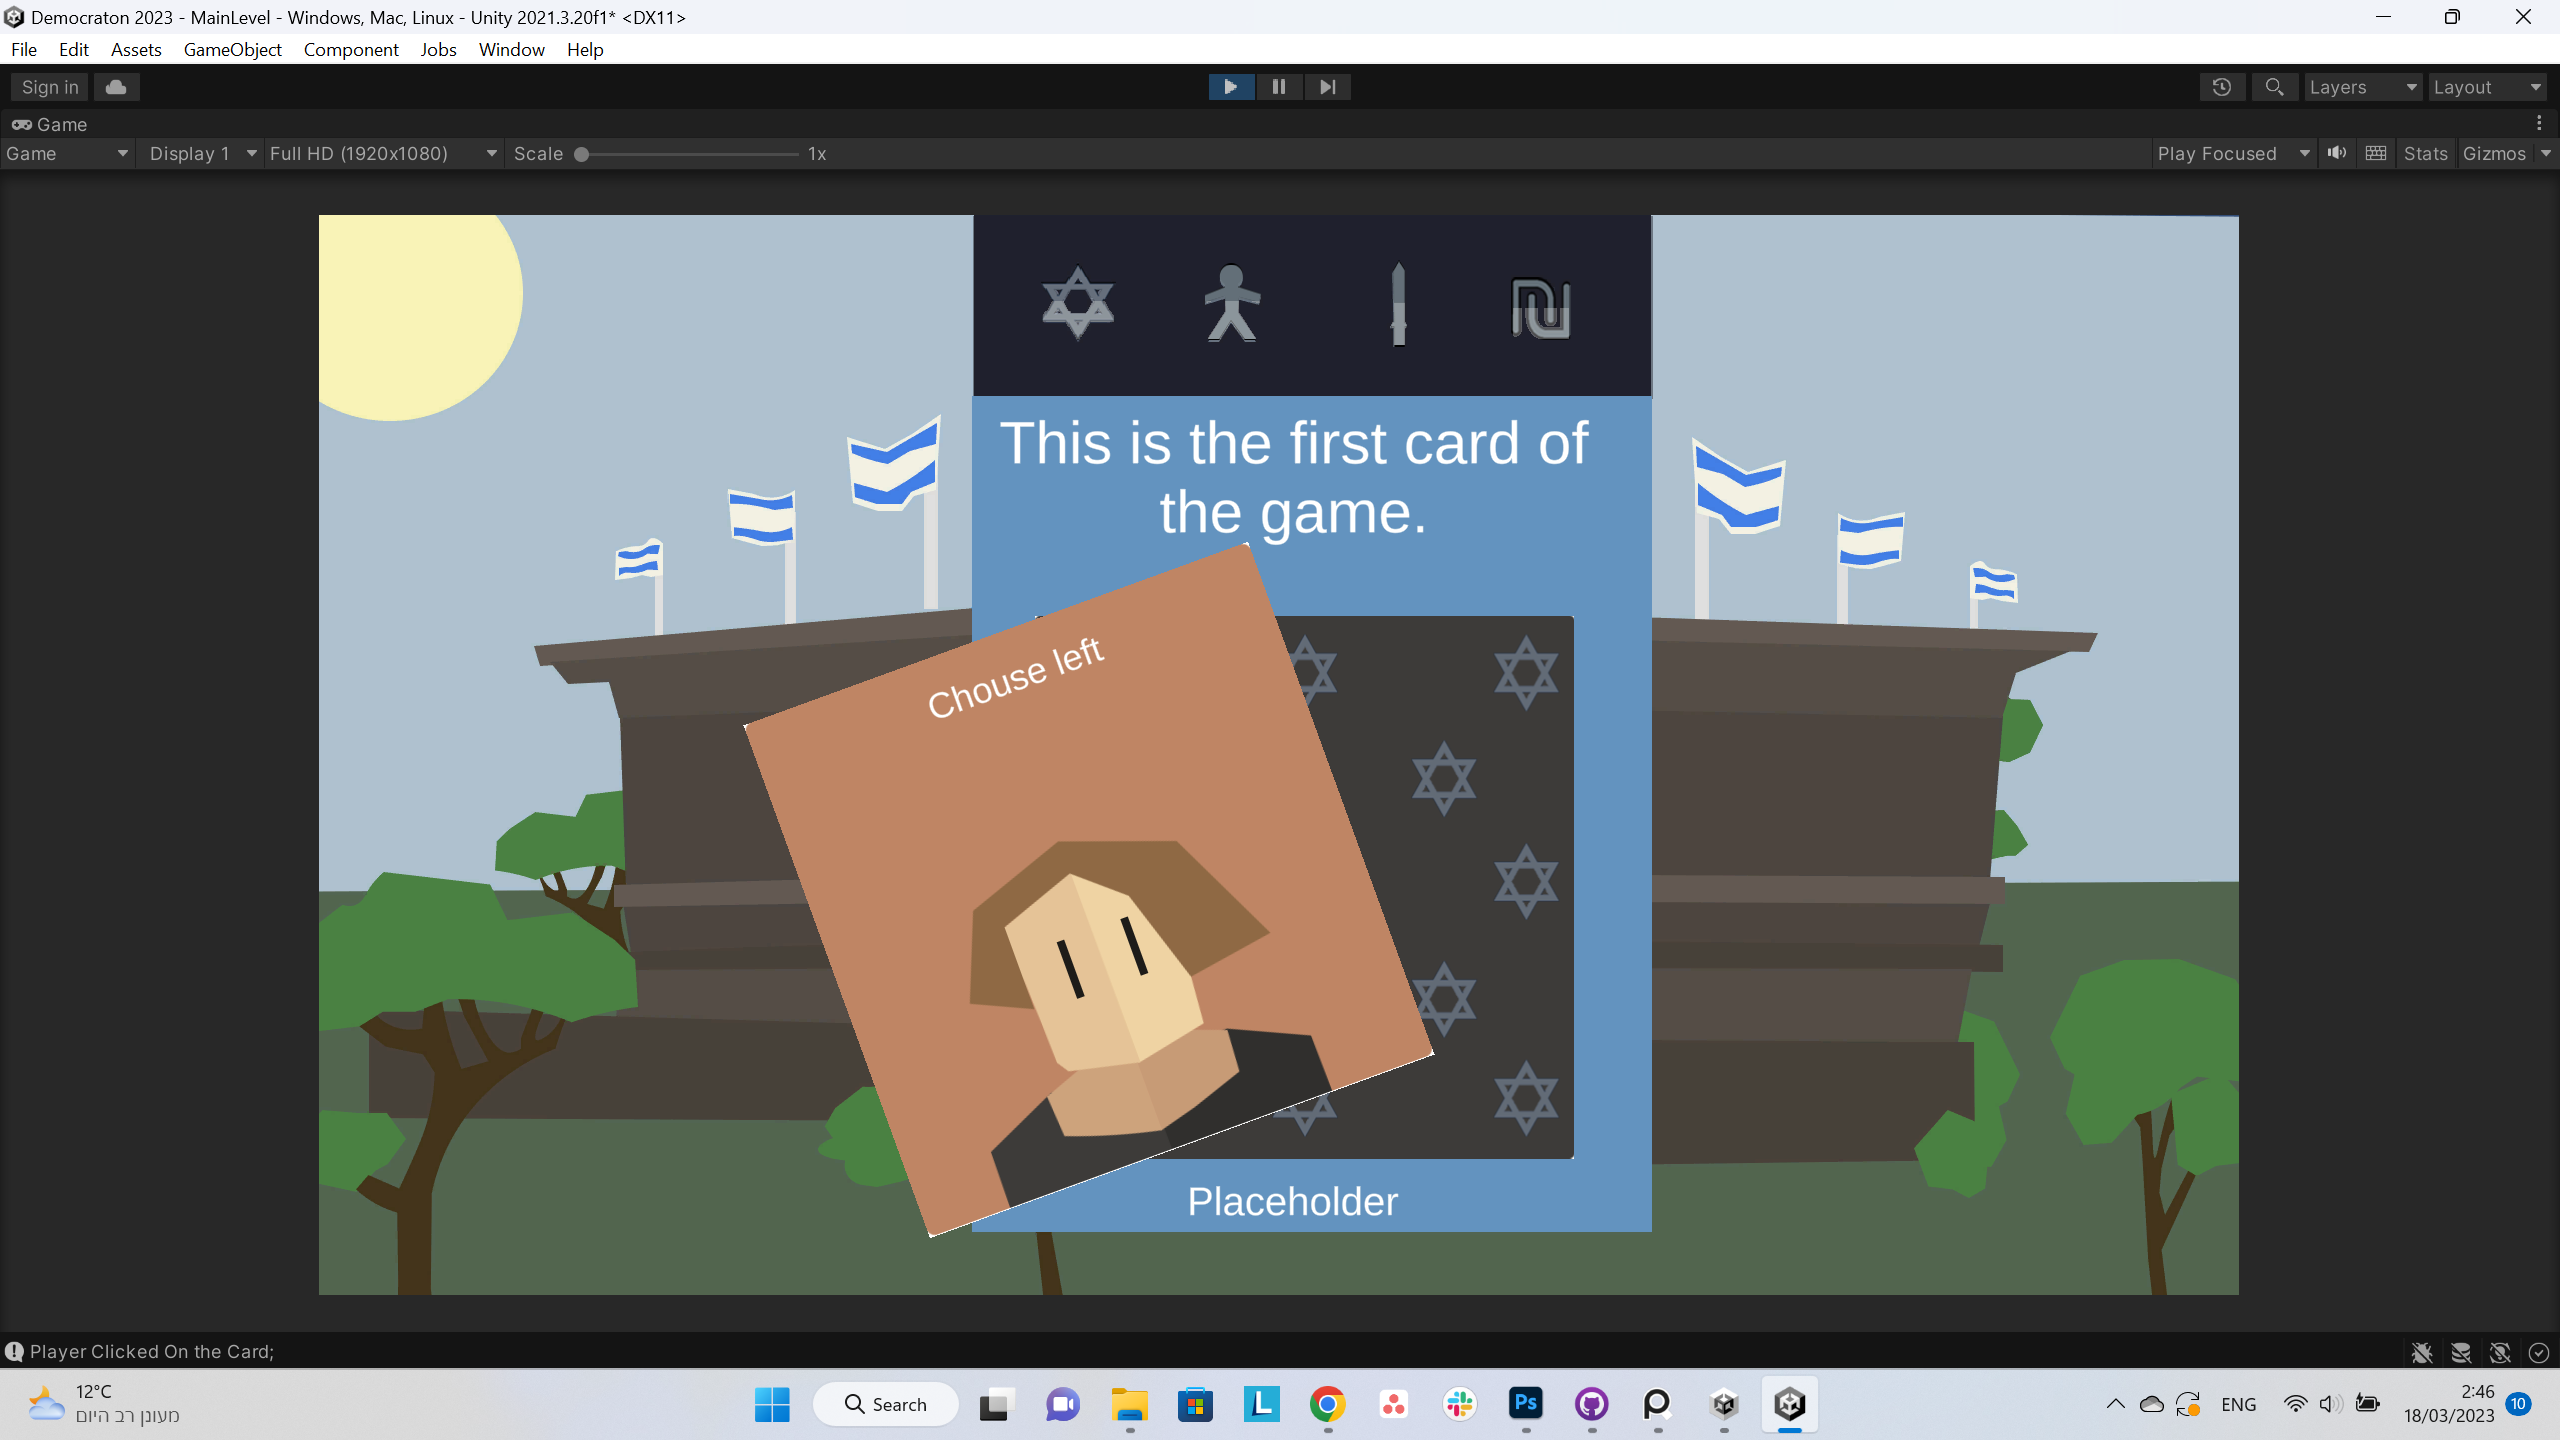 Democraton 2023 - MainLevel - Windows, Mac, Linux - Unity 2021.3.20f1* <DX11>
File Edit Assets GameObject Component Jobs Window Help
Sign in Layers Layout
Game
Game Display 1 Full HD (1920x1080) Scale 1x Play Focused Stats Gizmos
This is the first card of
the game.
Chouse left
Placeholder
Player Clicked On the Card;
12°C
מעונן רב היום
Search
L
Ps
ENG
2:46
18/03/2023
10